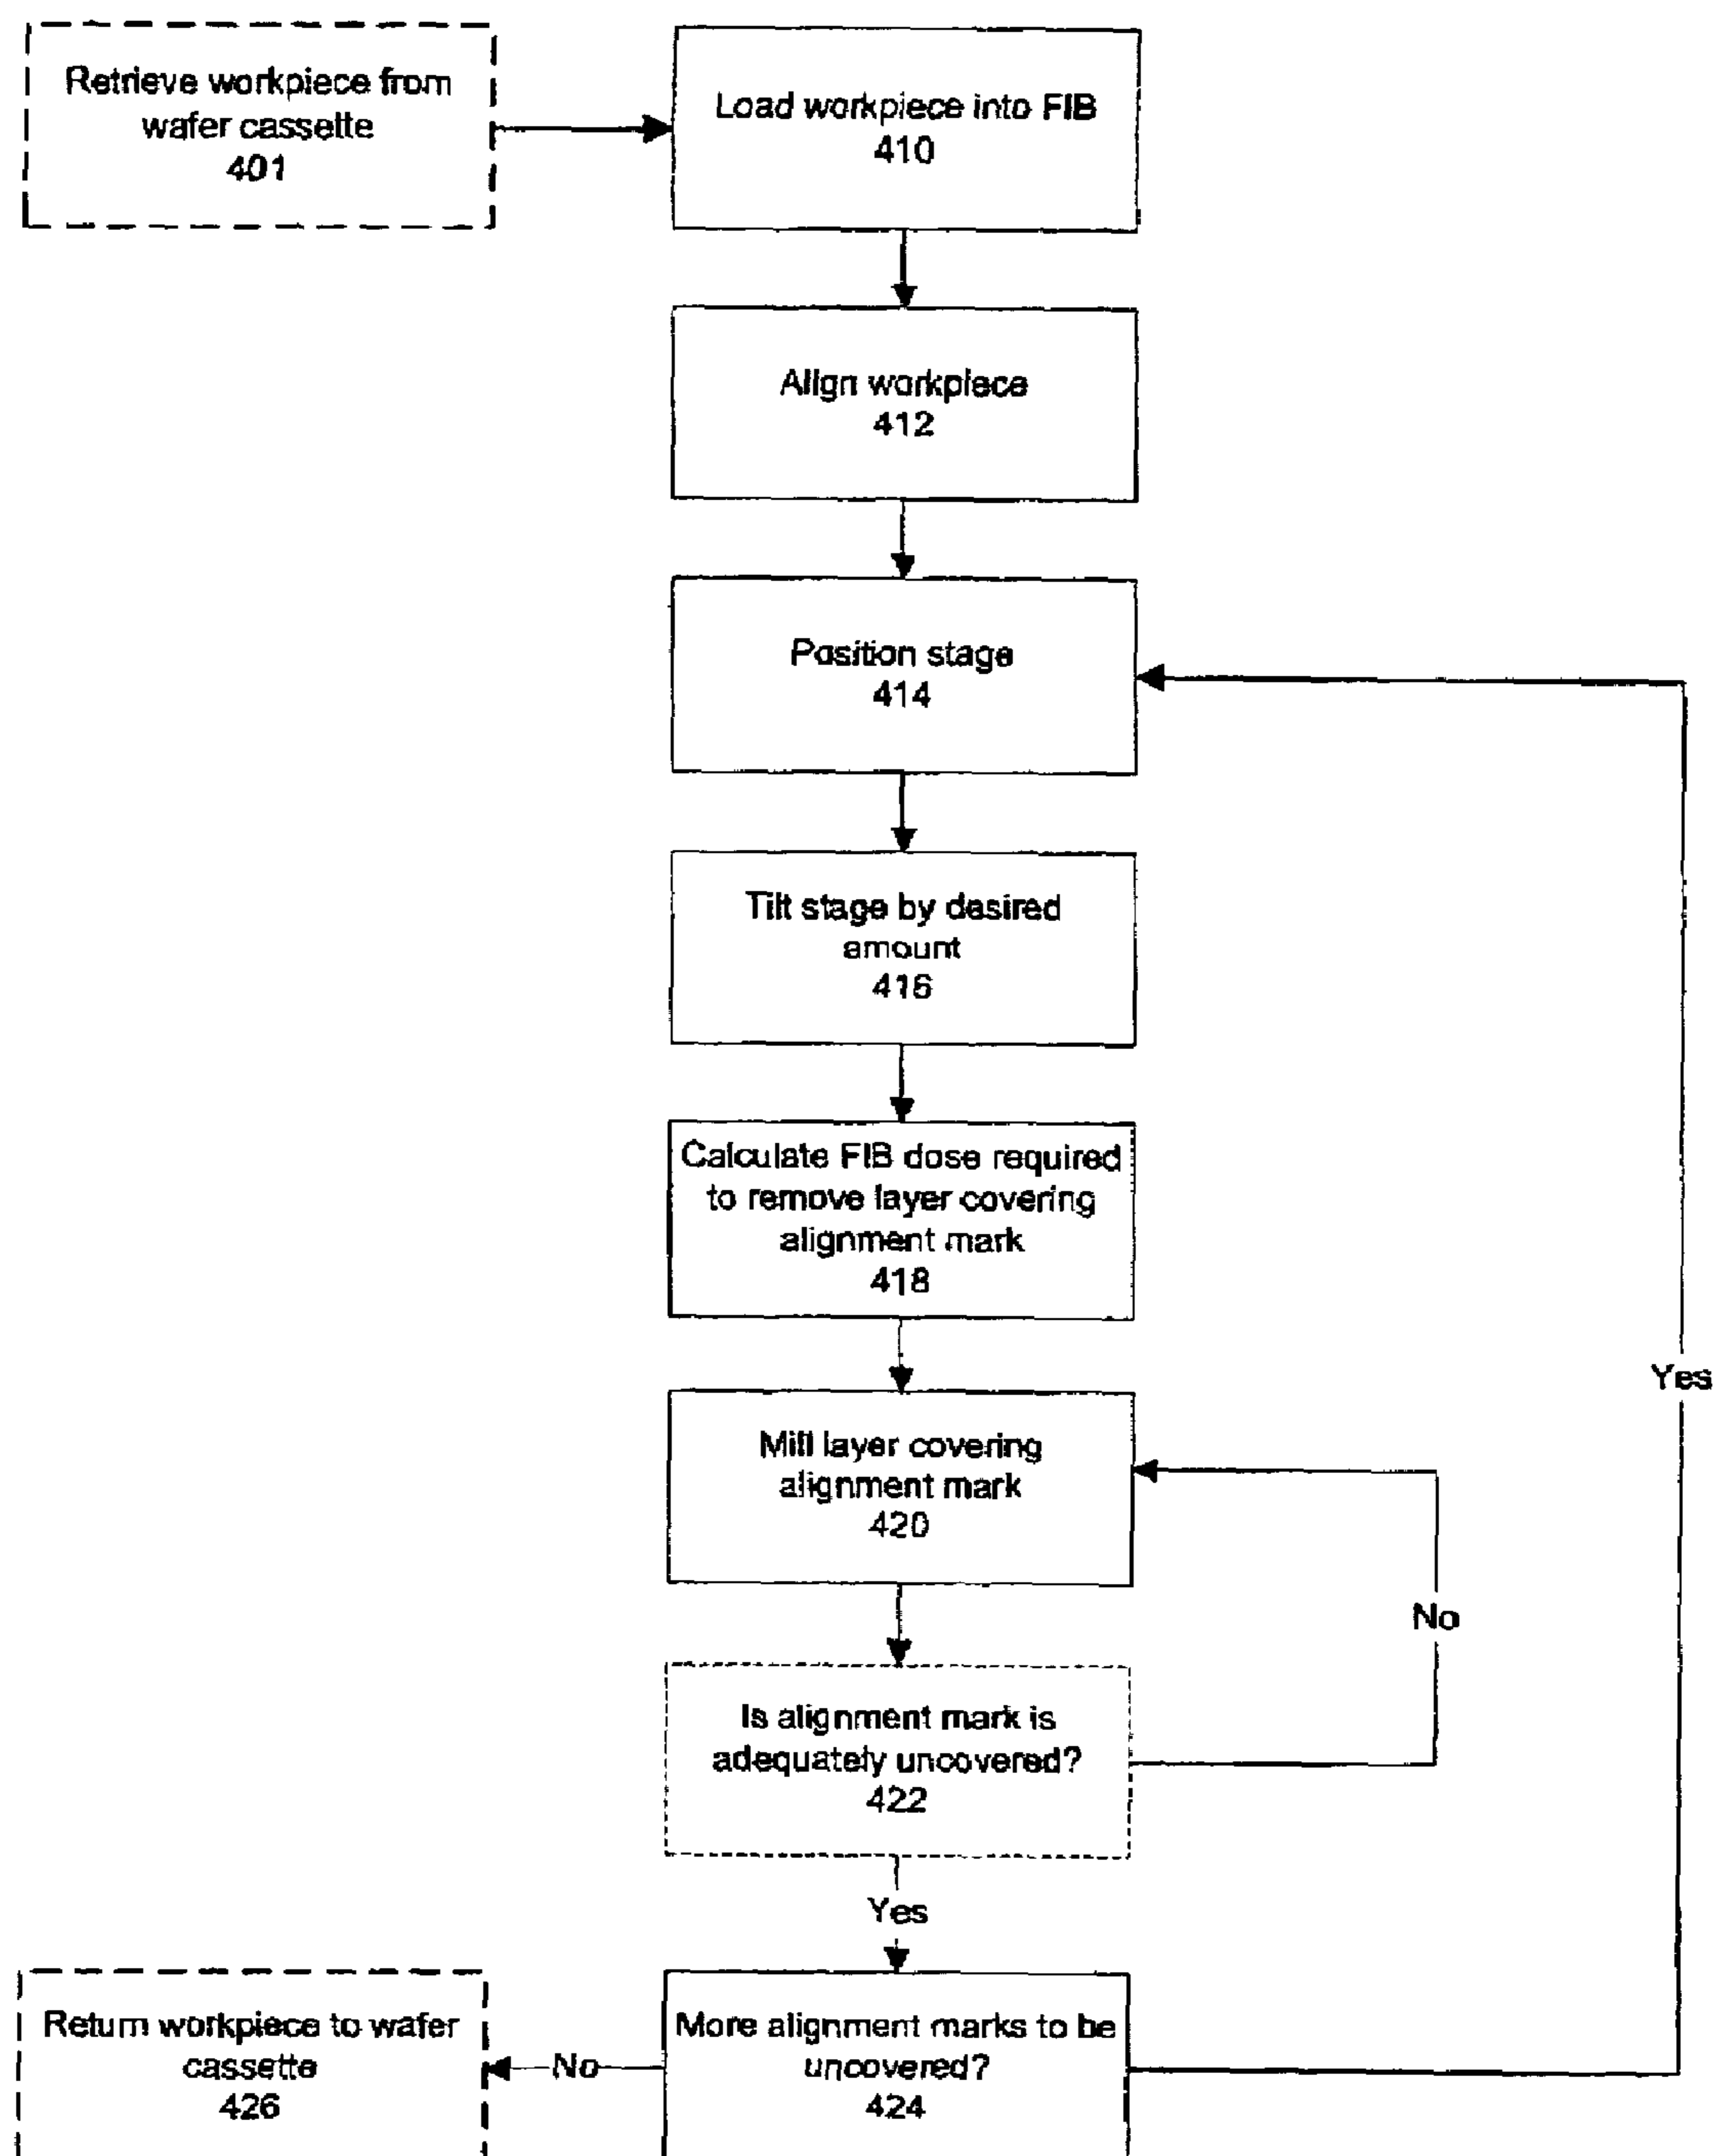 Retrieve workpiece from
wafer cassette
401
Load workpiece into FIB
410
Align workpiece
412
Position stage
414
Tilt stage by desired
amount
416
Calculate FIB dose required
to remove layer covering
alignment mark
418
Mill layer covering
alignment mark
420
No
Is alignment mark is
adequately uncovered?
422
Yes
Yes
More alignment marks to be
uncovered?
424
No
Return workpiece to wafer
cassette
426